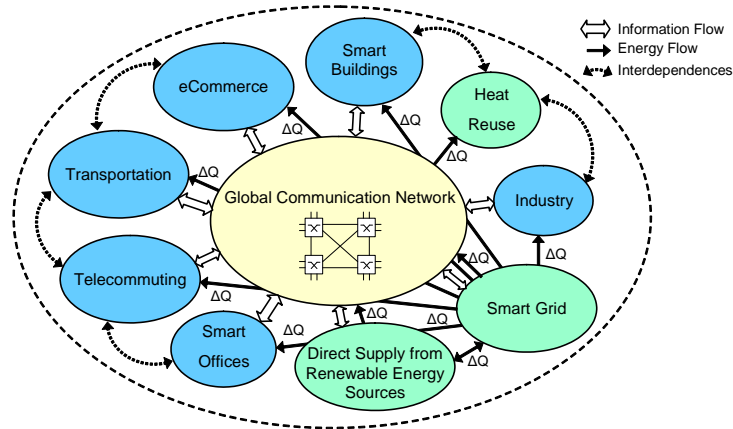 Information Flow
Energy Flow
Interdependences
Smart
Buildings
eCommerce
Heat
Reuse
ΔQ
ΔQ
ΔQ
Transportation
ΔQ
Global Communication Network
Industry
ΔQ
ΔQ
Telecommuting
ΔQ
Smart Grid
ΔQ
ΔQ
ΔQ
Smart
Offices
Direct Supply from
Renewable Energy
Sources
ΔQ